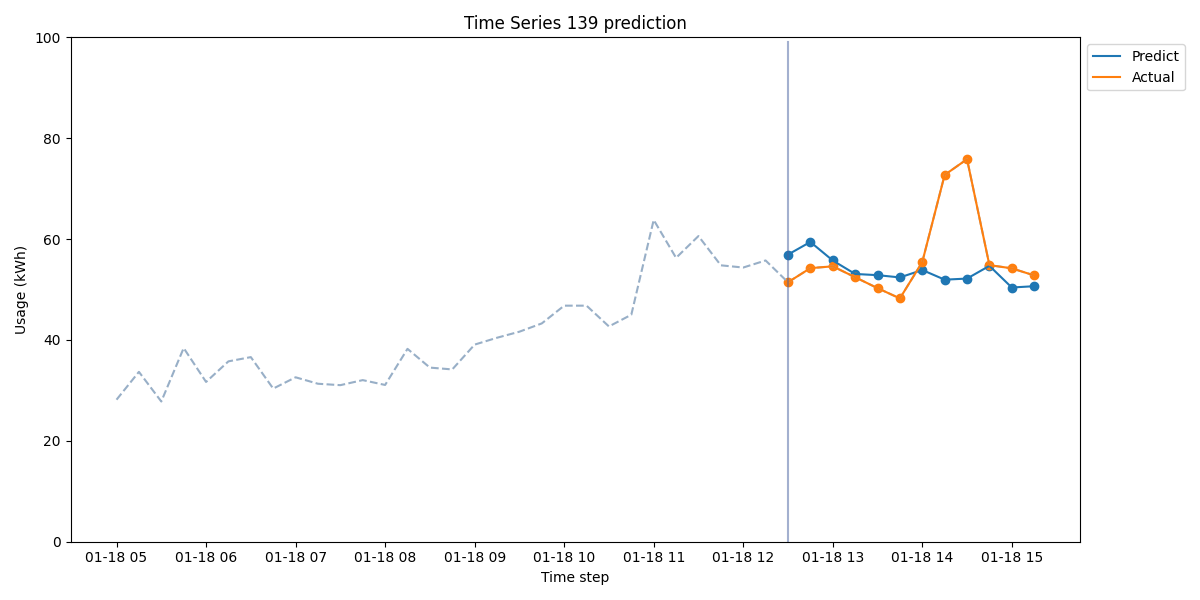 Time Series 139 prediction
100
80
60
40
20
0
Usage (kWh)
01-18 05 01-18 06 01-18 07 01-18 08 01-18 09 01-18 10 01-18 11 01-18 12 01-18 13 01-18 14 01-18 15
Time step
Predict
Actual